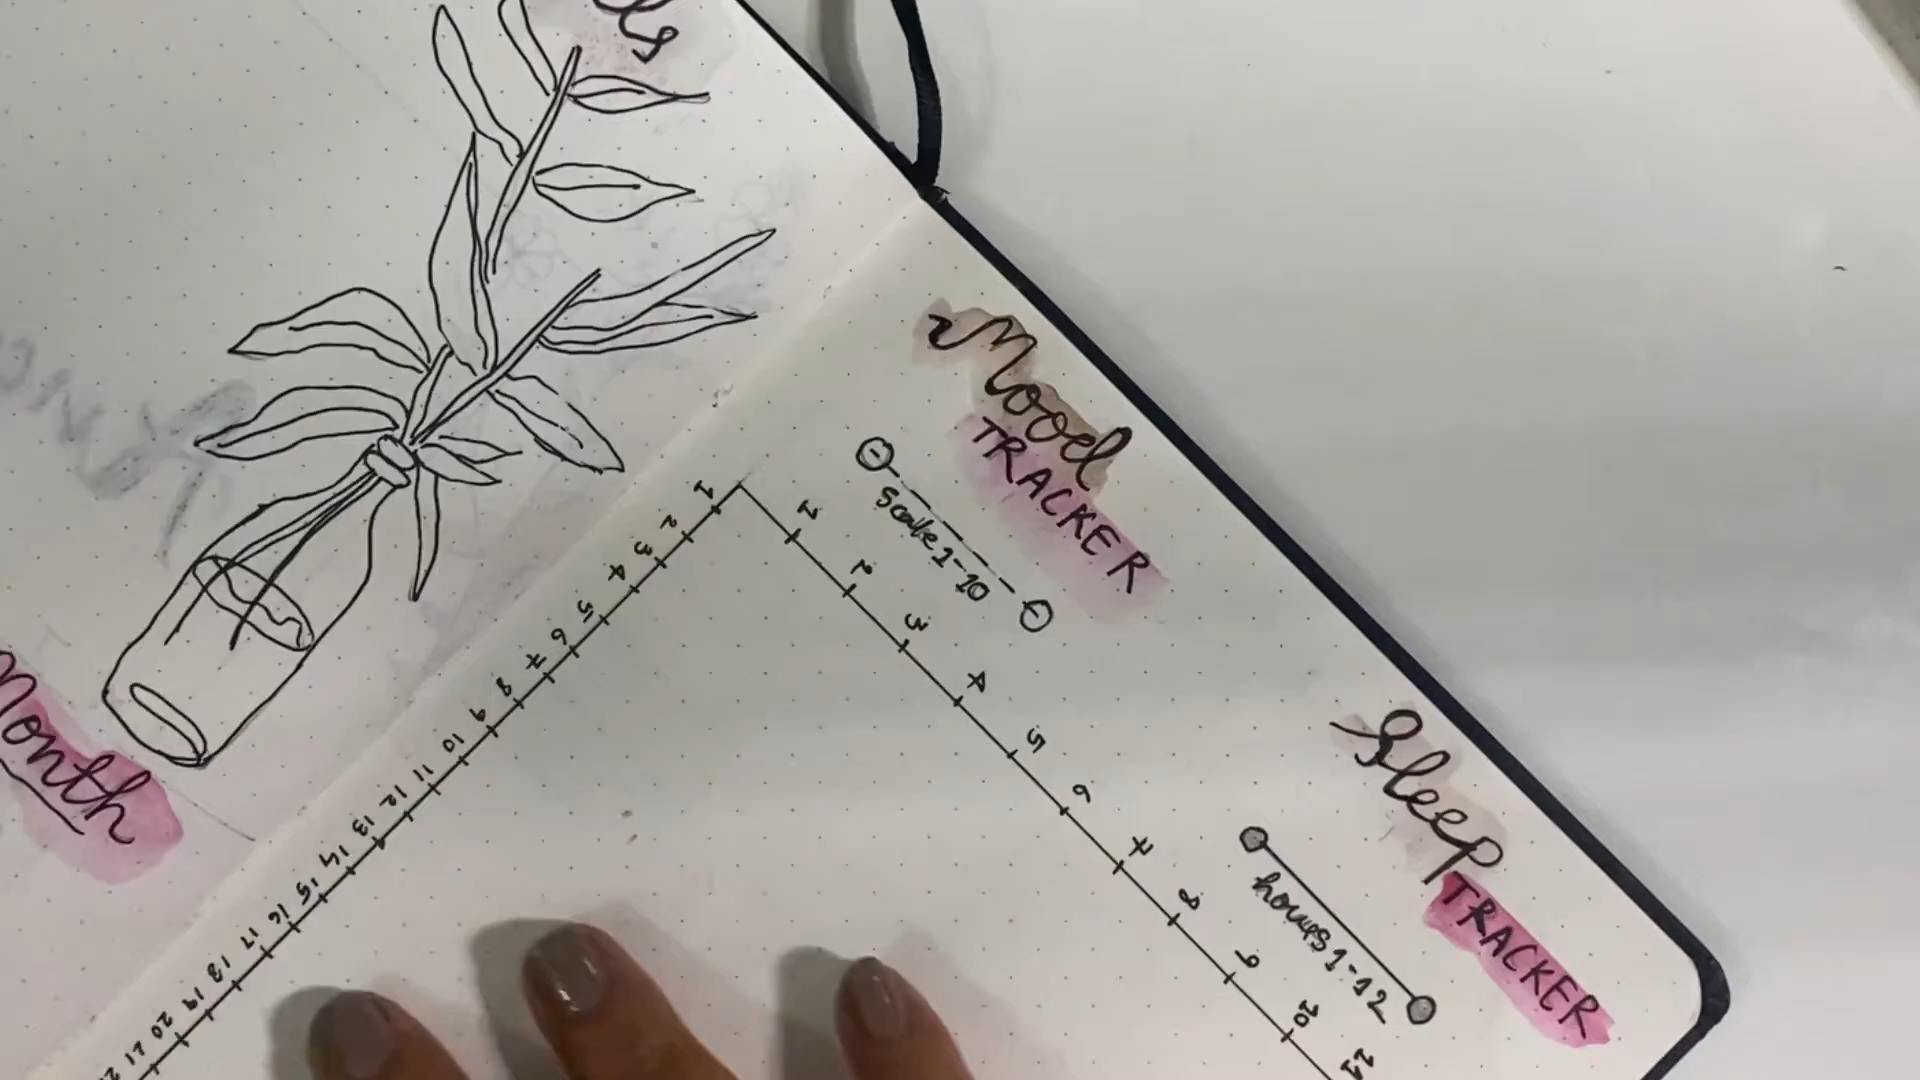 Month
Mood
TRACKER
scale 1-10
Sleep
TRACKER
hours 1-12
1 2 3 4 5 6 7 8 9 10 11
1
2
3
4
5
6
7
8
9
10
11
12
13
14
15
16
17
18
19
20
21